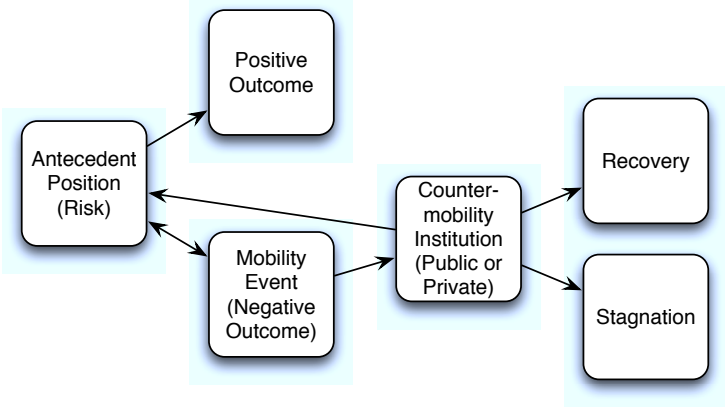 Positive
Outcome
Antecedent
Position
(Risk)
Mobility
Event
(Negative
Outcome)
Counter-
mobility
Institution
(Public or
Private)
Recovery
Stagnation